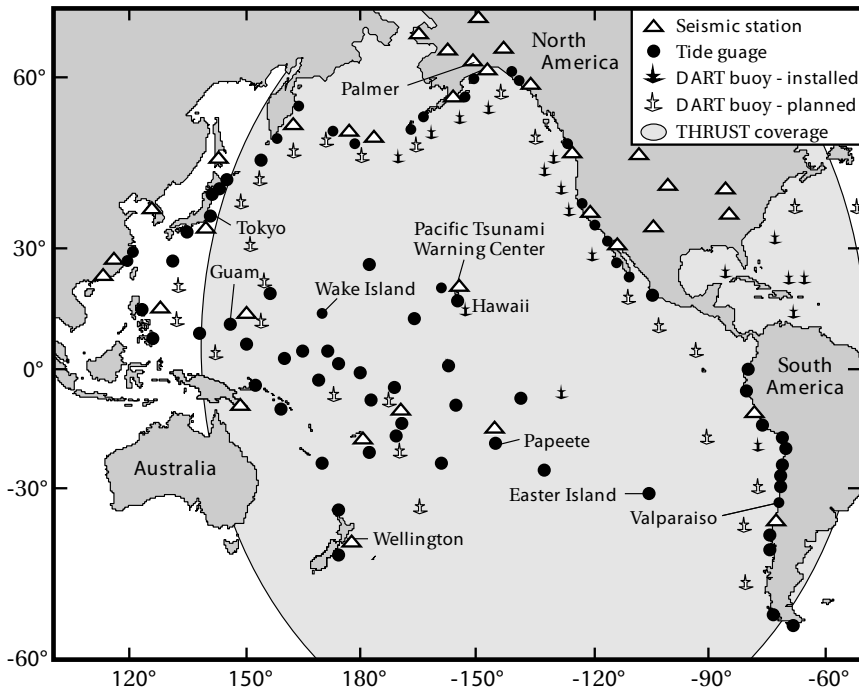 North
America
Seismic station
Tide guage
DART buoy - installed
DART buoy - planned
THRUST coverage
Palmer
60°
Tokyo
Pacific Tsunami
Warning Center
30°
Guam
Wake Island
Hawaii
0°
South
America
Australia
Papeete
-30°
Easter Island
Valparaiso
Wellington
-60°
120°
150°
180°
-150°
-120°
-90°
-60°